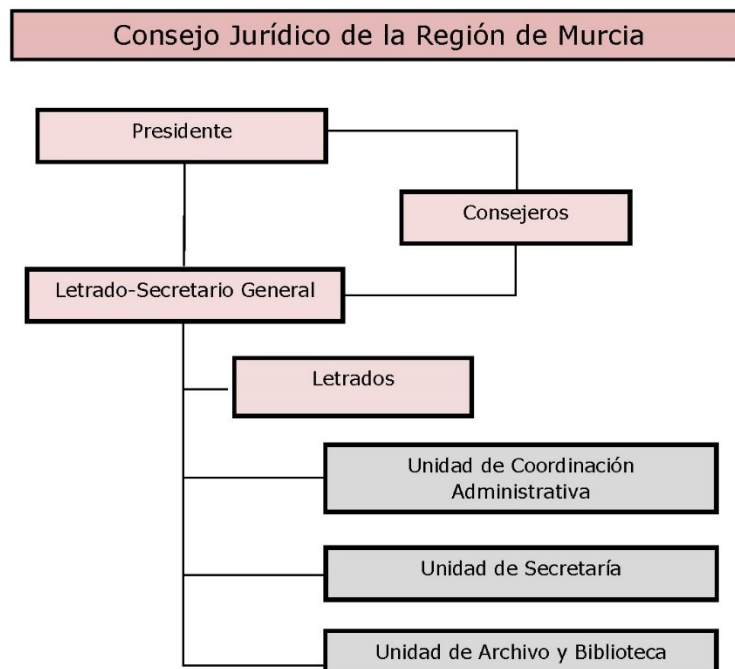 Consejo Jurídico de la Región de Murcia
Presidente
Consejeros
Letrado-Secretario General
Letrados
Unidad de Coordinación
Administrativa
Unidad de Secretaría
Unidad de Archivo y Biblioteca